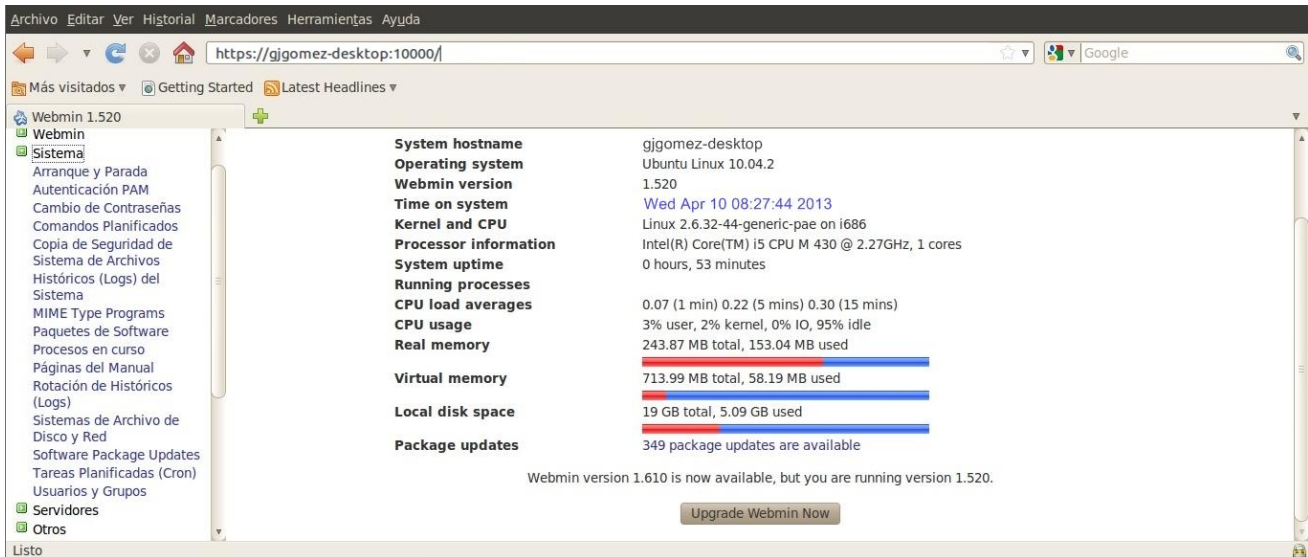 Archivo Editar Ver Historial Marcadores Herramientas Ayuda
https://gjgomez-desktop:10000/
Google
Más visitados Getting Started Latest Headlines
Webmin 1.520
Webmin
Sistema
Arranque y Parada
Autenticación PAM
Cambio de Contraseñas
Comandos Planificados
Copia de Seguridad de
Sistema de Archivos
Históricos (Logs) del
Sistema
MIME Type Programs
Paquetes de Software
Procesos en curso
Páginas del Manual
Rotación de Históricos
(Logs)
Sistemas de Archivo de
Disco y Red
Software Package Updates
Tareas Planificadas (Cron)
Usuarios y Grupos
Servidores
Otros
System hostname gjgomez-desktop
Operating system Ubuntu Linux 10.04.2
Webmin version 1.520
Time on system Wed Apr 10 08:27:44 2013
Kernel and CPU Linux 2.6.32-44-generic-pae on i686
Processor information Intel(R) Core(TM) i5 CPU M 430 @ 2.27GHz, 1 cores
System uptime 0 hours, 53 minutes
Running processes
CPU load averages 0.07 (1 min) 0.22 (5 mins) 0.30 (15 mins)
CPU usage 3% user, 2% kernel, 0% IO, 95% idle
Real memory 243.87 MB total, 153.04 MB used
Virtual memory 713.99 MB total, 58.19 MB used
Local disk space 19 GB total, 5.09 GB used
Package updates 349 package updates are available
Webmin version 1.610 is now available, but you are running version 1.520.
Upgrade Webmin Now
Listo